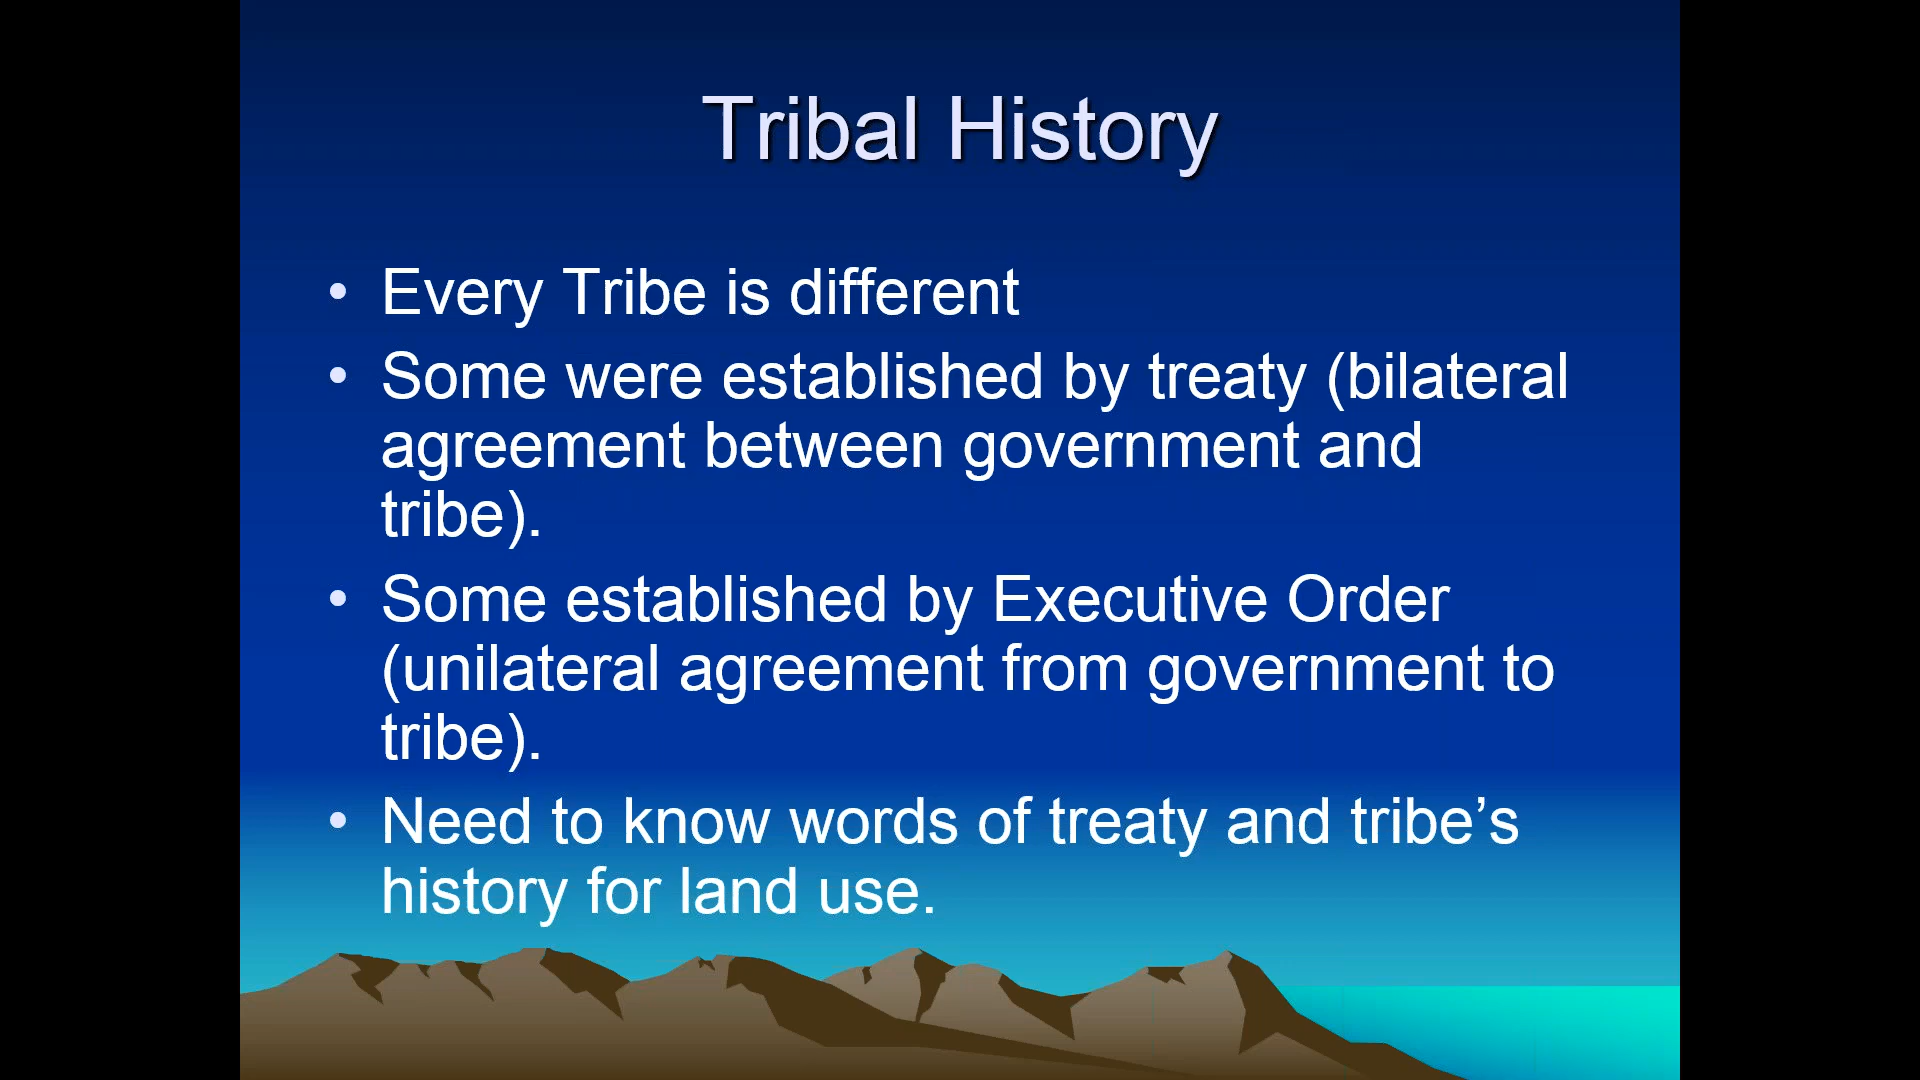 Tribal History
• Every Tribe is different
• Some were established by treaty (bilateral
agreement between government and
tribe).
• Some established by Executive Order
(unilateral agreement from government to
tribe).
• Need to know words of treaty and tribe’s
history for land use.